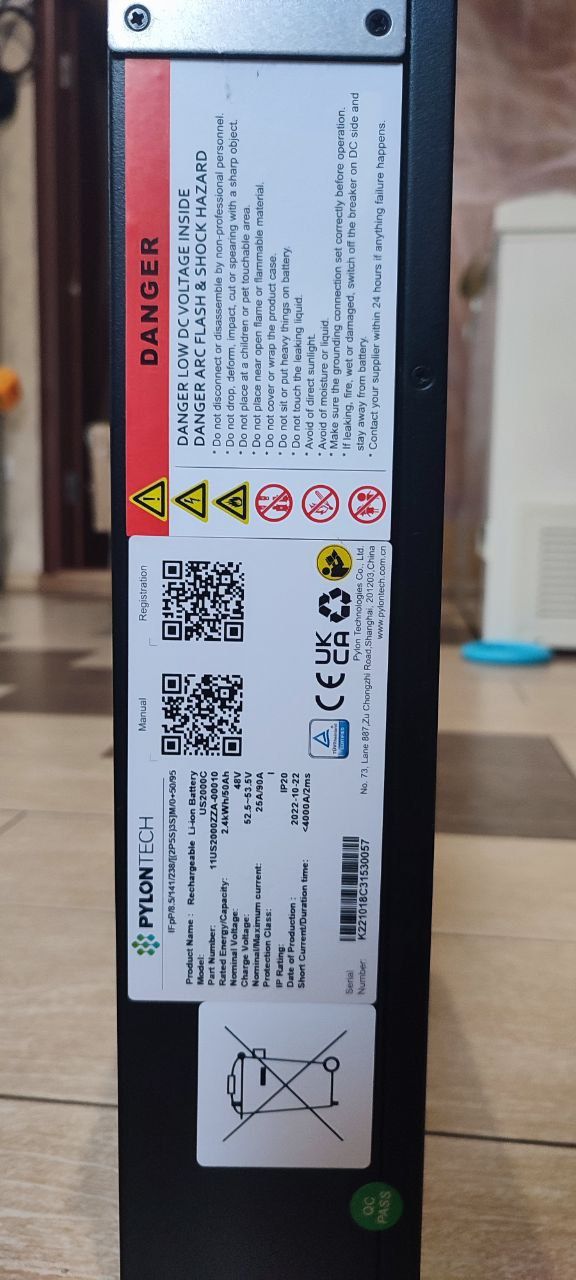 DANGER
DANGER LOW DC VOLTAGE INSIDE
DANGER ARC FLASH & SHOCK HAZARD
* Do not disconnect or disassemble by non-professional personnel.
* Do not drop, deform, impact, cut or spearing with a sharp object.
* Do not place at a children or pet touchable area.
* Do not place near open flame or flammable material.
* Do not cover or wrap the product case.
* Do not sit or put heavy things on battery.
* Do not touch the leaking liquid.
* Avoid of direct sunlight.
* Avoid of moisture or liquid.
* Make sure the grounding connection set correctly before operation.
* If leaking, fire, wet or damaged, switch off the breaker on DC side and
stay away from battery.
* Contact your supplier within 24 hours if anything failure happens.
PYLONTECH
IFpP/8.5/141/238/[(2P5S)3S]M/0+50/95
Product Name : Rechargeable Li-ion Battery
Model: US2000C
Part Number: 11US2000ZZA-00010
Rated Energy/Capacity: 2.4kWh/50Ah
Nominal Voltage: 48V
Charge Voltage: 52.5~53.5V
Nominal/Maximum current: 25A/90A
Protection Class: I
IP Rating: IP20
Date of Production : 2022-10-22
Short Current/Duration time: <4000A/2ms
Manual
Registration
CE UK CA
Serial
Number: K221018C31530057
Pylon Technologies Co., Ltd.
No. 73, Lane 887,Zu Chongzhi Road,Shanghai, 201203,China
www.pylontech.com.cn
QC
PASS